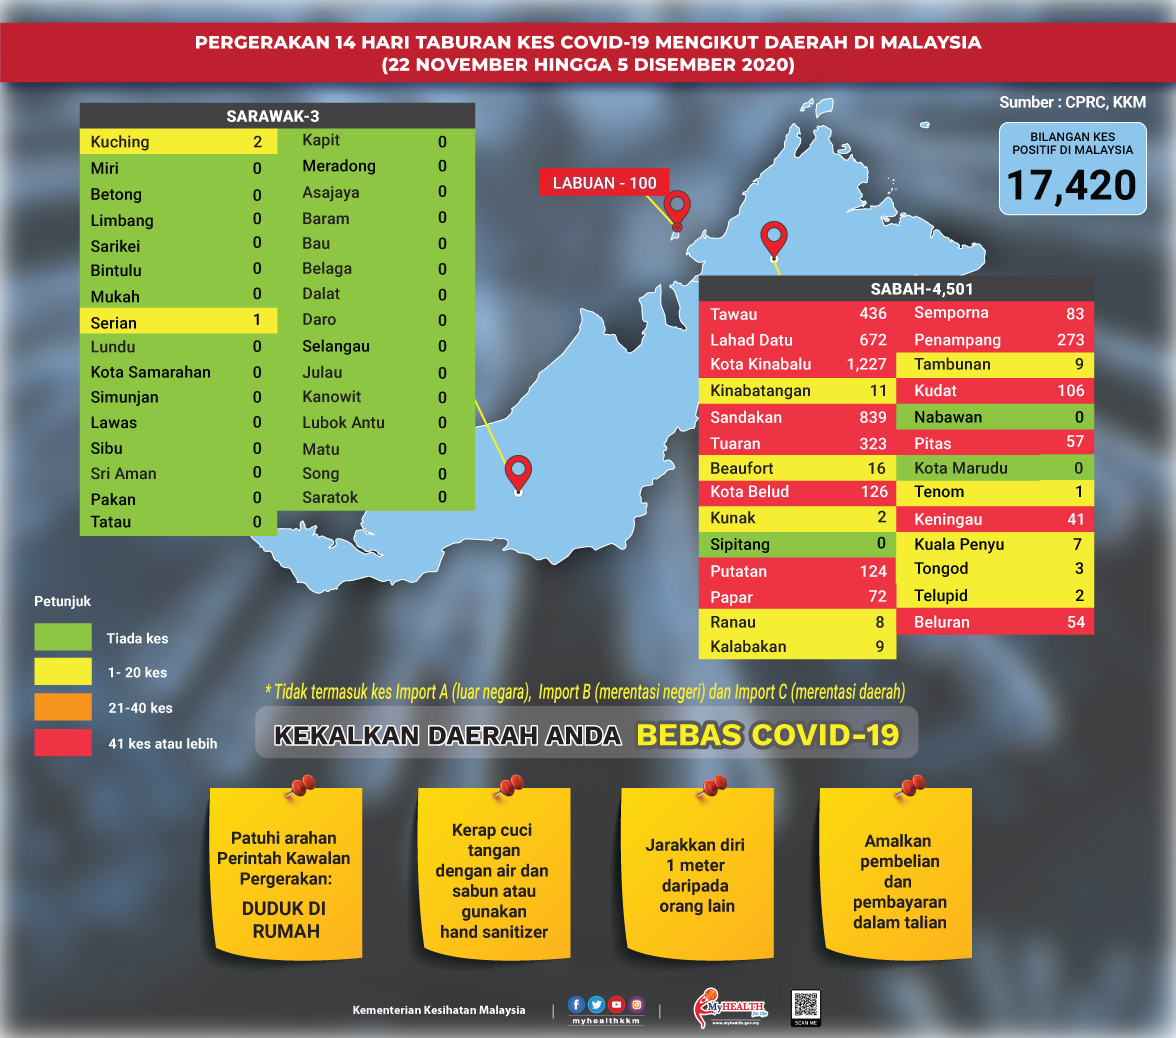 PERGERAKAN 14 HARI TABURAN KES COVID-19 MENGIKUT DAERAH DI MALAYSIA
(22 NOVEMBER HINGGA 5 DISEMBER 2020)
Sumber : CPRC, KKM
BILANGAN KES
POSITIF DI MALAYSIA
17,420
SARAWAK-3
Kuching 2
Miri 0
Betong 0
Limbang 0
Sarikei 0
Bintulu 0
Mukah 0
Serian 1
Lundu 0
Kota Samarahan 0
Simunjan 0
Lawas 0
Sibu 0
Sri Aman 0
Pakan 0
Tatau 0
Kapit 0
Meradong 0
Asajaya 0
Baram 0
Bau 0
Belaga 0
Dalat 0
Daro 0
Selangau 0
Julau 0
Kanowit 0
Lubok Antu 0
Matu 0
Song 0
Saratok 0
LABUAN - 100
SABAH-4,501
Tawau 436
Lahad Datu 672
Kota Kinabalu 1,227
Kinabatangan 11
Sandakan 839
Tuaran 323
Beaufort 16
Kota Belud 126
Kunak 2
Sipitang 0
Putatan 124
Papar 72
Ranau 8
Kalabakan 9
Semporna 83
Penampang 273
Tambunan 9
Kudat 106
Nabawan 0
Pitas 57
Kota Marudu 0
Tenom 1
Keningau 41
Kuala Penyu 7
Tongod 3
Telupid 2
Beluran 54
Petunjuk
Tiada kes
1- 20 kes
21-40 kes
41 kes atau lebih
* Tidak termasuk kes Import A (luar negara), Import B (merentasi negeri) dan Import C (merentasi daerah)
KEKALKAN DAERAH ANDA BEBAS COVID-19
Patuhi arahan
Perintah Kawalan
Pergerakan:
DUDUK DI
RUMAH
Kerap cuci
tangan
dengan air dan
sabun atau
gunakan
hand sanitizer
Jarakkan diri
1 meter
daripada
orang lain
Amalkan
pembelian
dan
pembayaran
dalam talian
Kementerian Kesihatan Malaysia
myhealthkkm
MyHEALTH
for life
www.myhealth.gov.my
SCAN ME